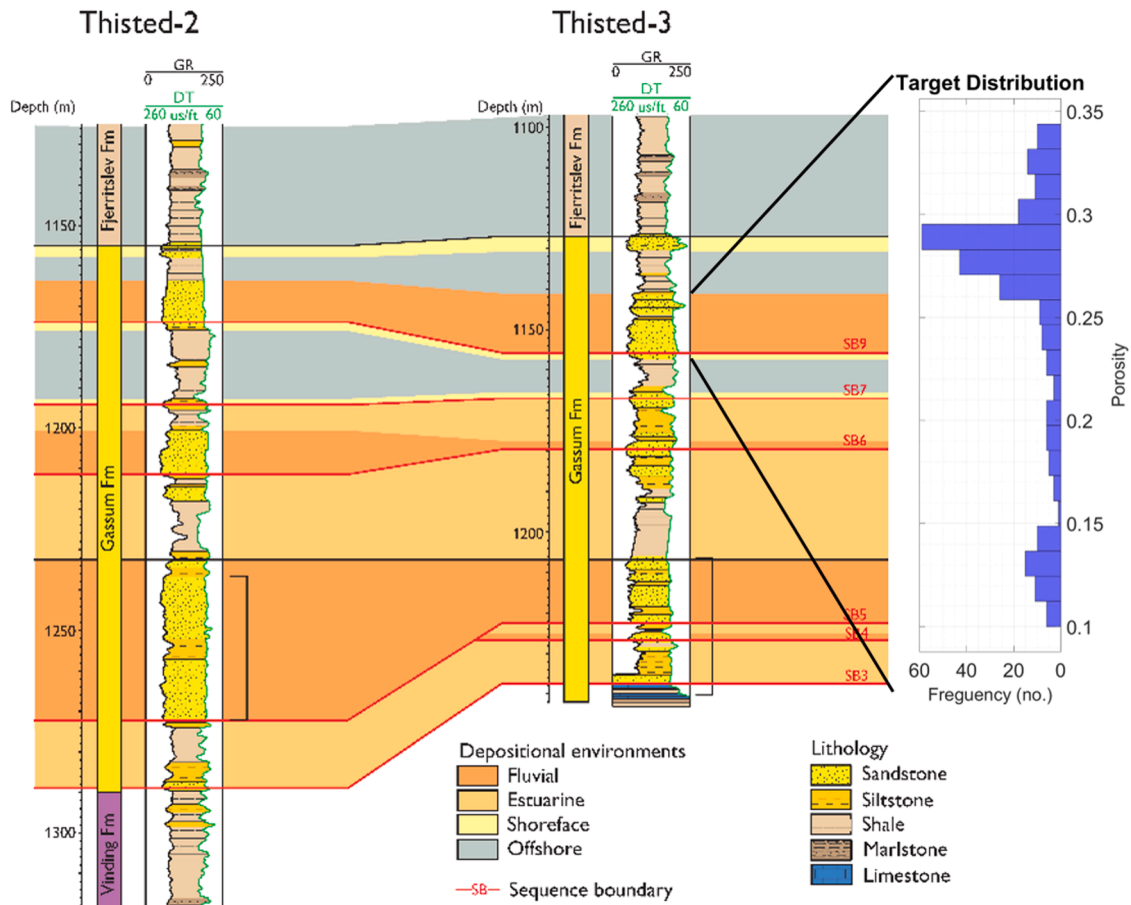 Thisted-2
Thisted-3
GR
0 250
DT
260 us/ft 60
Depth (m)
GR
0 250
DT
260 us/ft 60
Depth (m)
Target Distribution
Fjerritslev Fm
Gassum Fm
Vinding Fm
1150
1200
1250
1300
Fjerritslev Fm
Gassum Fm
1100
1150
1200
SB9
SB7
SB6
SB5
SB4
SB3
0.35
0.3
0.25
0.2
0.15
0.1
Porosity
60 40 20 0
Freguency (no.)
Depositional environments
Fluvial
Estuarine
Shoreface
Offshore
SB Sequence boundary
Lithology
Sandstone
Siltstone
Shale
Marlstone
Limestone